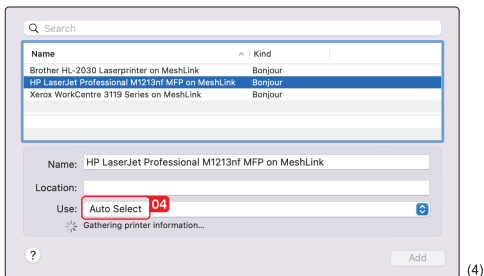 Search
Name Kind
Brother HL-2030 Laserprinter on MeshLink Bonjour
HP LaserJet Professional M1213nf MFP on MeshLink Bonjour
Xerox WorkCentre 3119 Series on MeshLink Bonjour
Name: HP LaserJet Professional M1213nf MFP on MeshLink
Location:
Use: Auto Select 04
Gathering printer information...
? Add
(4)